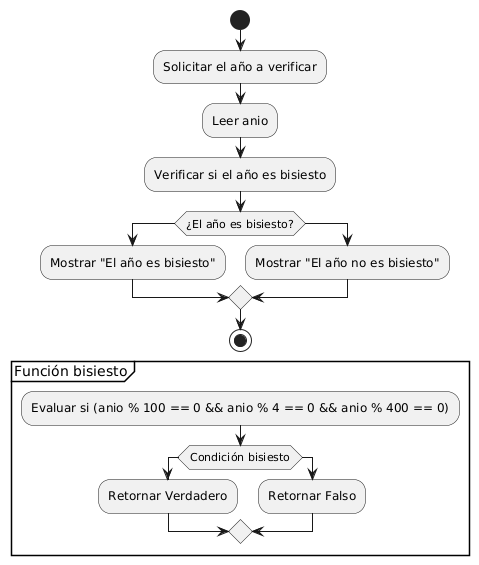 Solicitar el año a verificar
Leer anio
Verificar si el año es bisiesto
¿El año es bisiesto?
Mostrar "El año es bisiesto"
Mostrar "El año no es bisiesto"
Función bisiesto
Evaluar si (anio % 100 == 0 && anio % 4 == 0 && anio % 400 == 0)
Condición bisiesto
Retornar Verdadero
Retornar Falso